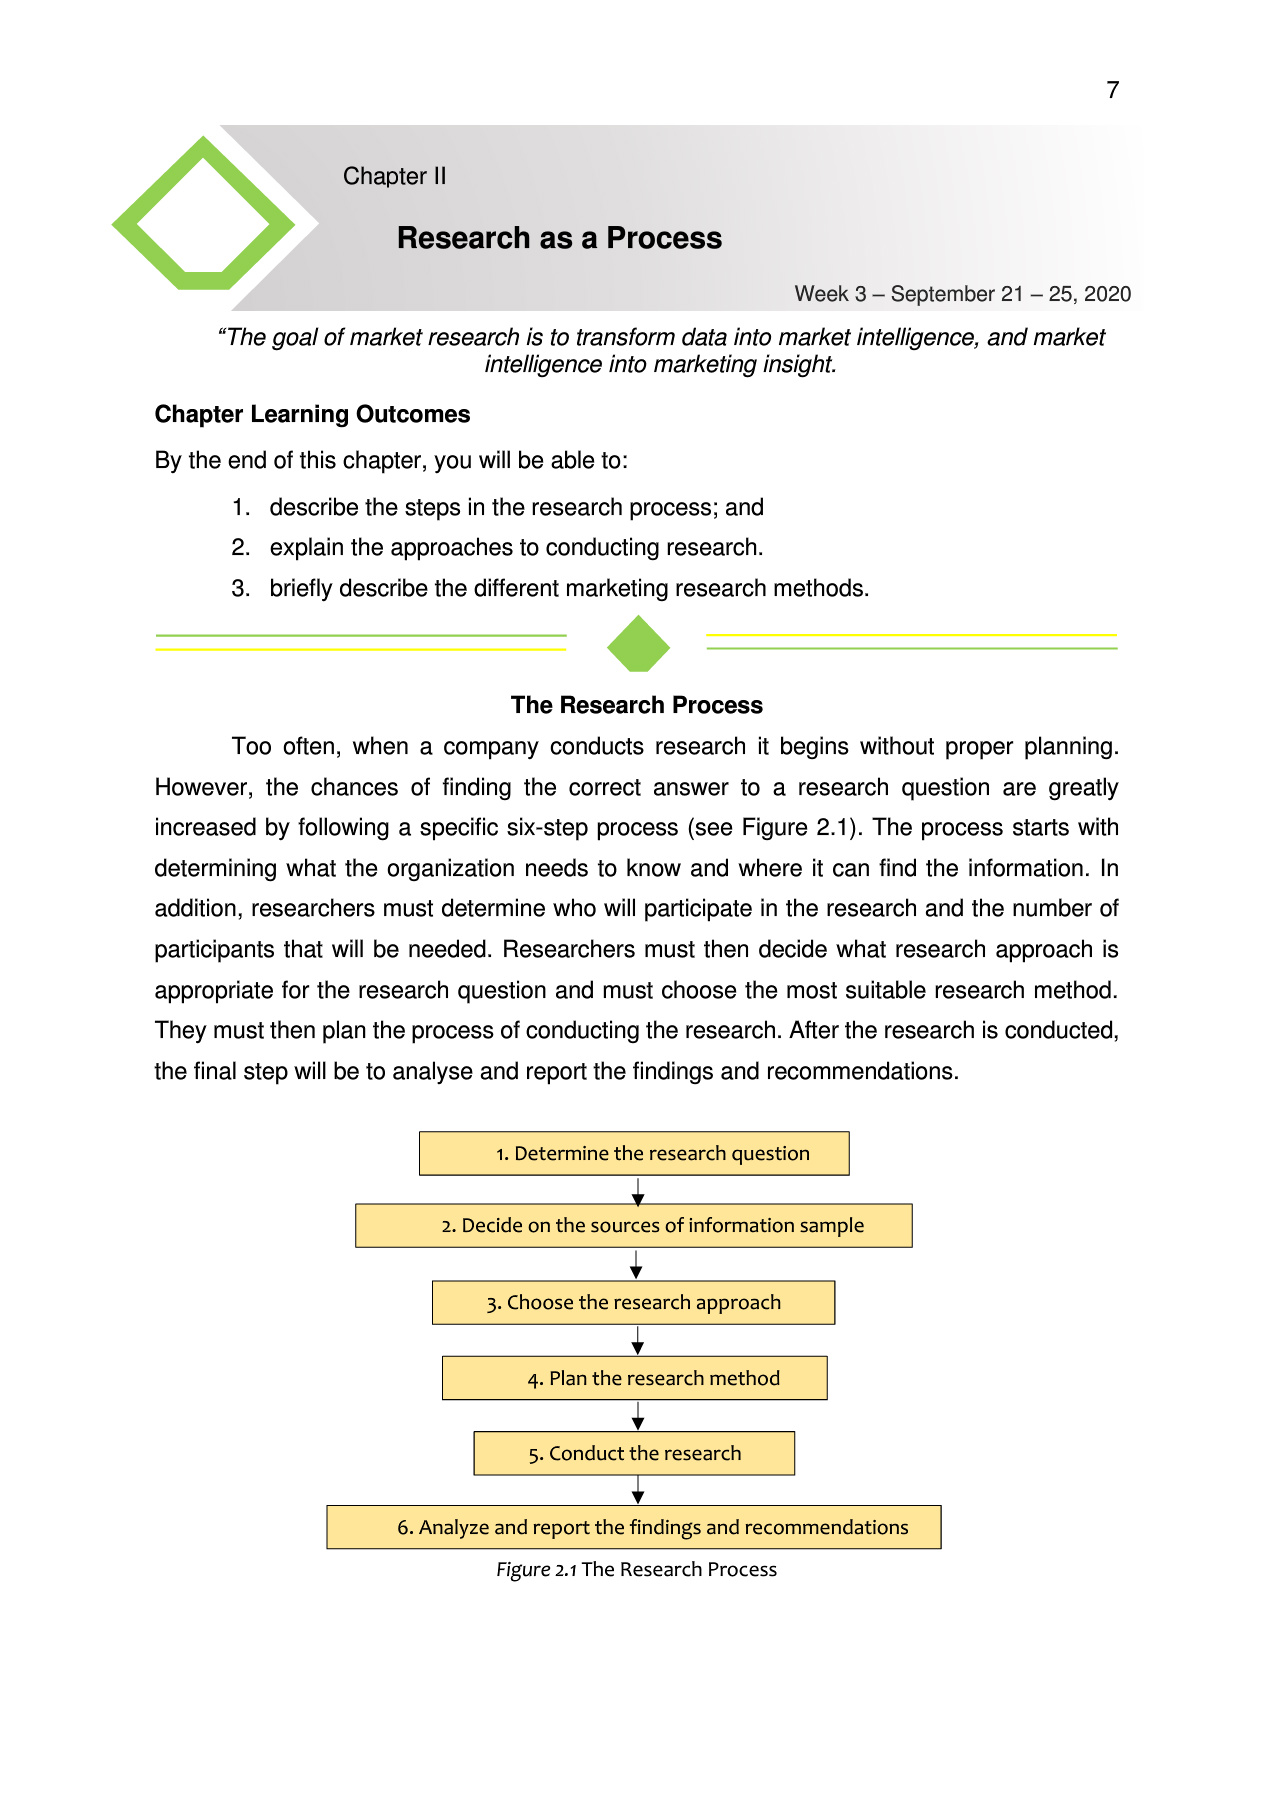 7
Chapter II
Research as a Process
Week 3 – September 21 – 25, 2020
“The goal of market research is to transform data into market intelligence, and market
intelligence into marketing insight.
Chapter Learning Outcomes
By the end of this chapter, you will be able to:
1. describe the steps in the research process; and
2. explain the approaches to conducting research.
3. briefly describe the different marketing research methods.
The Research Process
Too often, when a company conducts research it begins without proper planning.
However, the chances of finding the correct answer to a research question are greatly
increased by following a specific six-step process (see Figure 2.1). The process starts with
determining what the organization needs to know and where it can find the information. In
addition, researchers must determine who will participate in the research and the number of
participants that will be needed. Researchers must then decide what research approach is
appropriate for the research question and must choose the most suitable research method.
They must then plan the process of conducting the research. After the research is conducted,
the final step will be to analyse and report the findings and recommendations.
1. Determine the research question
2. Decide on the sources of information sample
3. Choose the research approach
4. Plan the research method
5. Conduct the research
6. Analyze and report the findings and recommendations
Figure 2.1 The Research Process